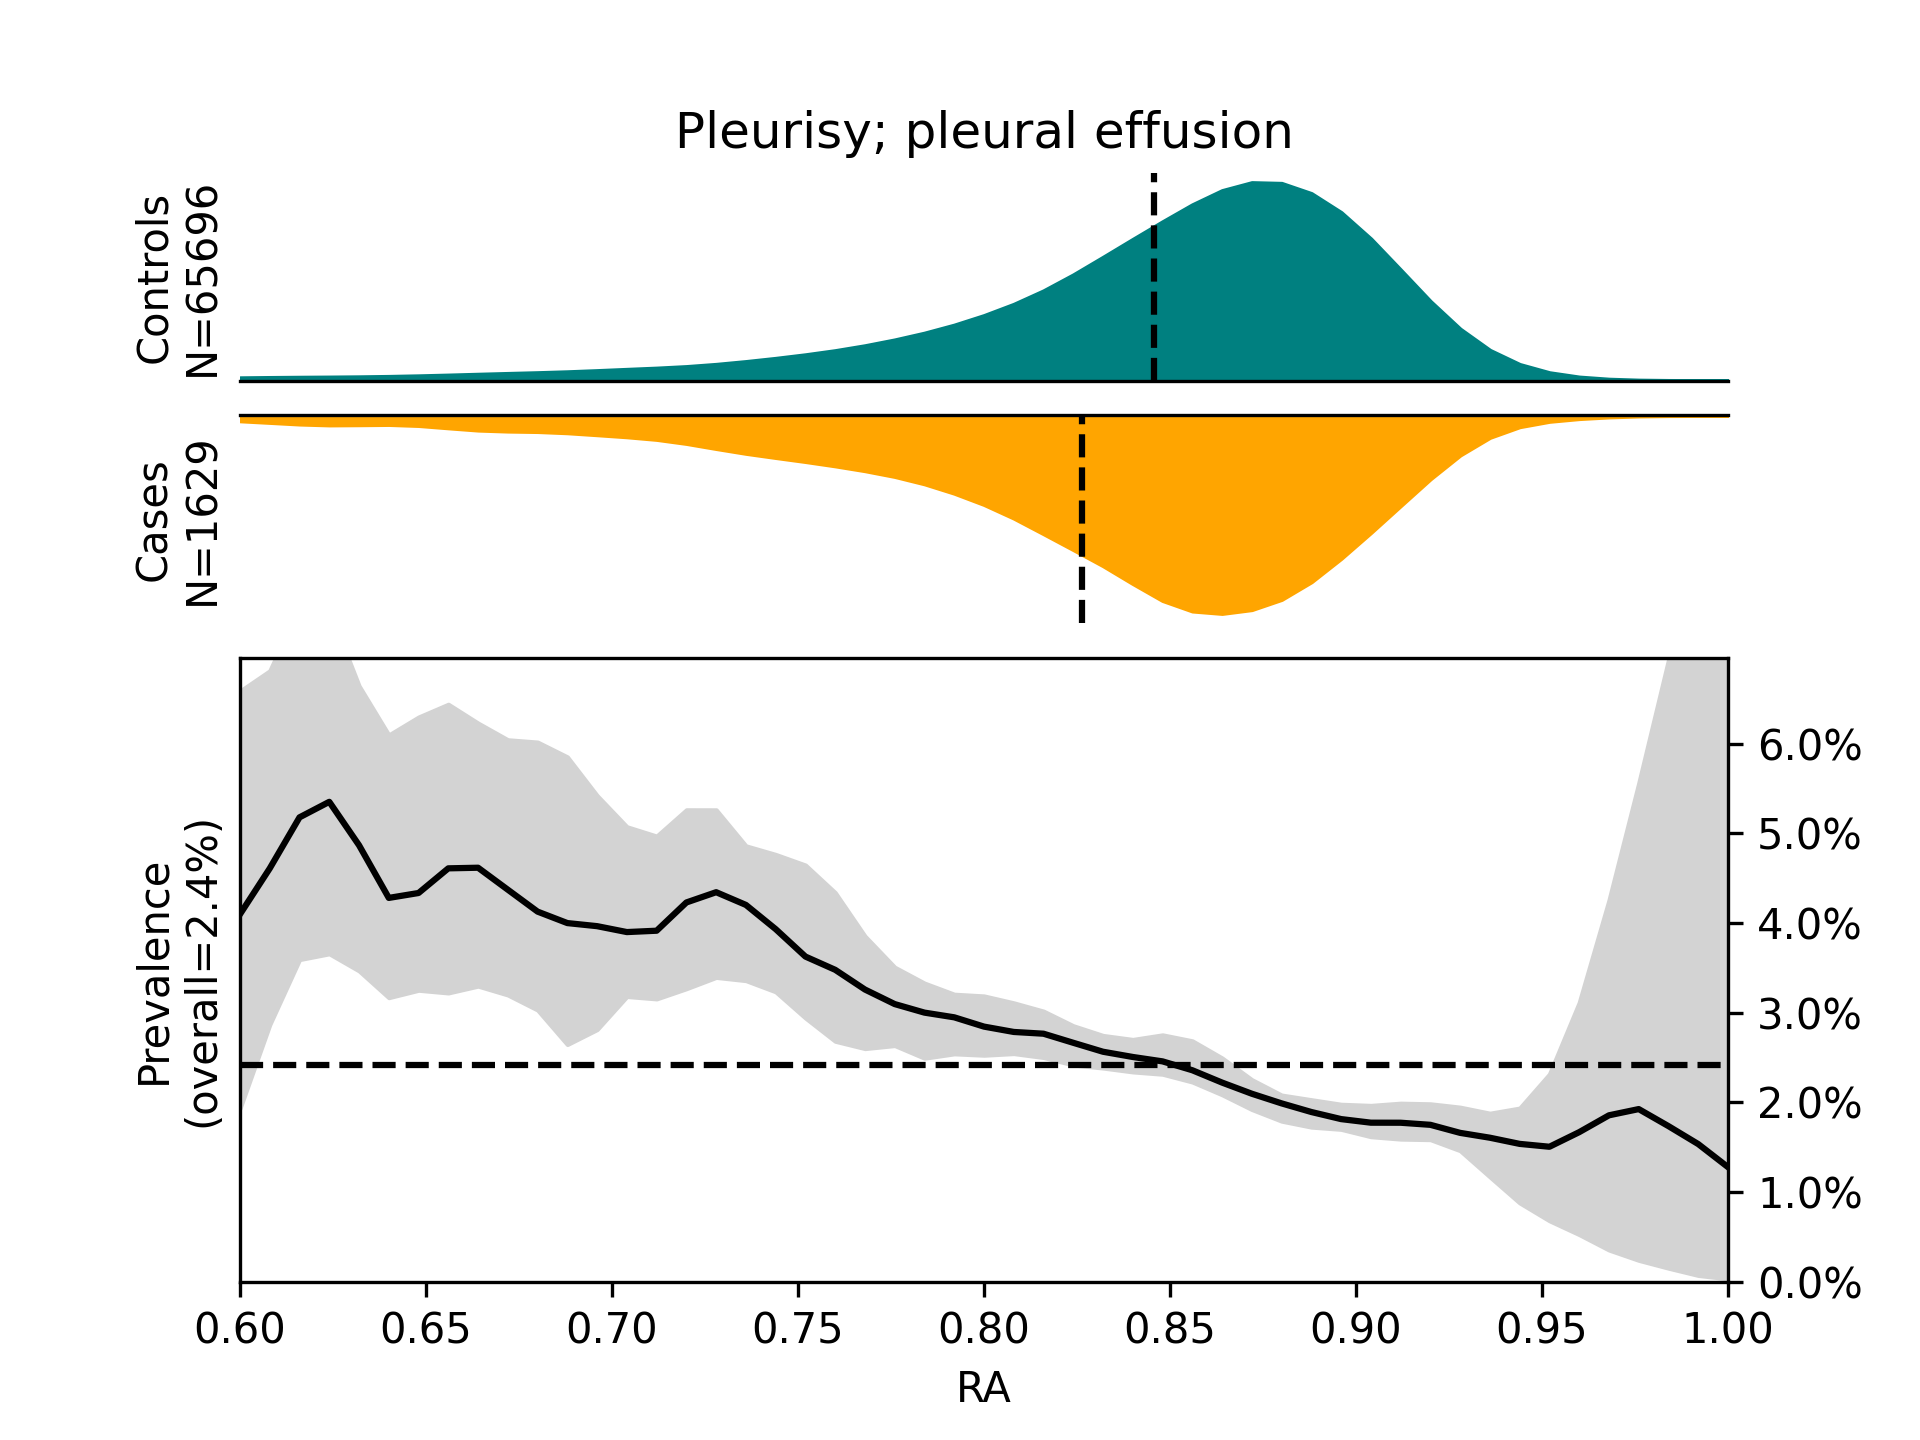 Pleurisy; pleural effusion
Controls
N=65696
Cases
N=1629
Prevalence
(overall=2.4%)
6.0%
5.0%
4.0%
3.0%
2.0%
1.0%
0.0%
0.60 0.65 0.70 0.75 0.80 0.85 0.90 0.95 1.00
RA